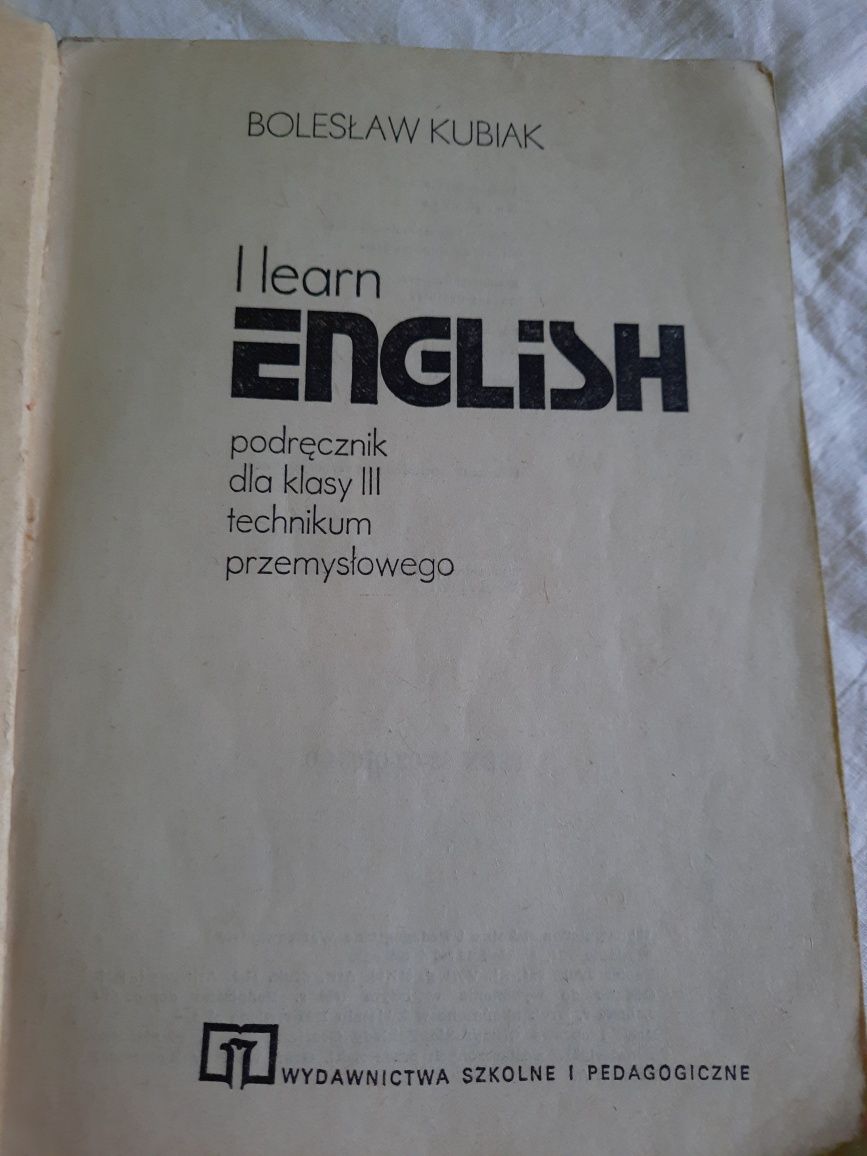 BOLESŁAW KUBIAK
I learn
ENGLiSH
podręcznik
dla klasy III
technikum
przemysłowego
WYDAWNICTWA SZKOLNE I PEDAGOGICZNE